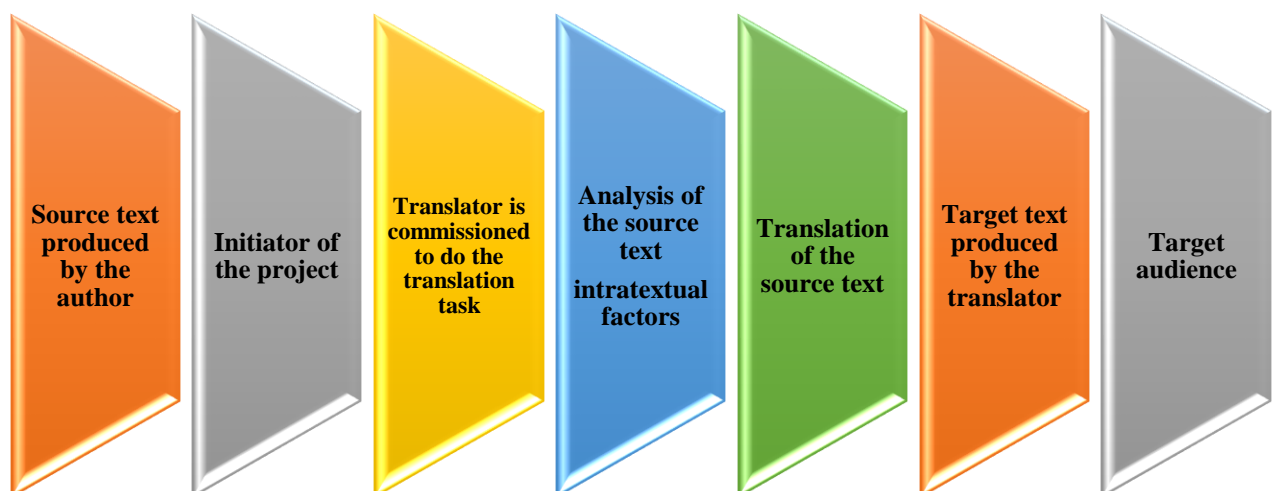 Source text
produced
by the
author
Initiator of
the project
Translator is
commissioned
to do the
translation
task
Analysis of
the source
text
intratextual
factors
Translation
of the
source text
Target text
produced
by the
translator
Target
audience